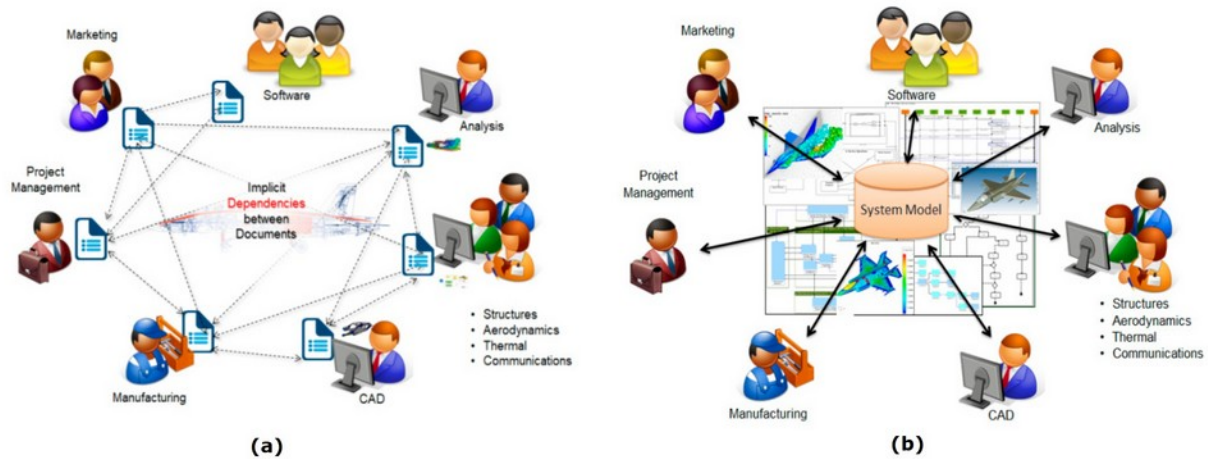 Marketing
Software
Analysis
Project
Management
Implicit
Dependencies
between
Documents
• Structures
• Aerodynamics
• Thermal
• Communications
Manufacturing
CAD
(a)
Marketing
Software
Analysis
Project
Management
System Model
• Structures
• Aerodynamics
• Thermal
• Communications
Manufacturing
CAD
(b)